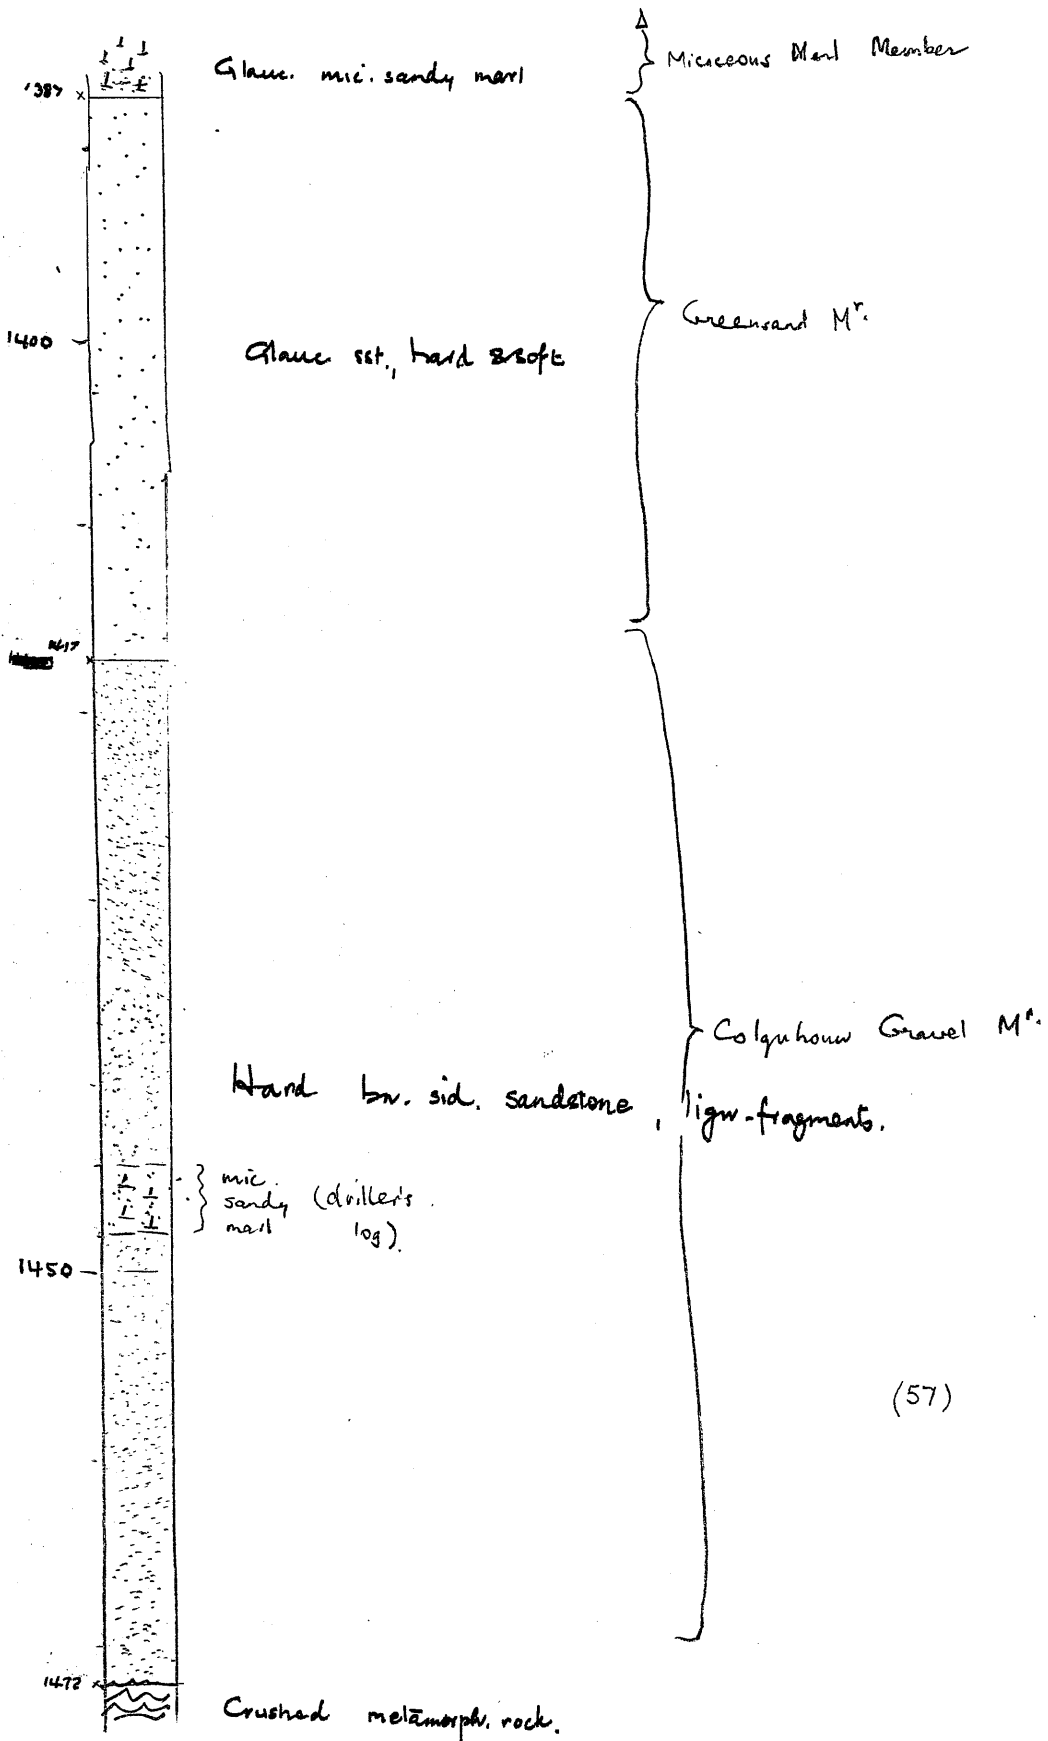 Glauc. mic. sandy marl
Micaceous Marl Member
1387
1400
Glauc sst., hard & soft
Greensand Mr.
1417
Colquhoun Gravel Mr.
Hard bn. sid. sandstone, lign-fragments.
mic.
sandy (driller's
marl log).
1450
(57)
1472
Crushed metamorph. rock.